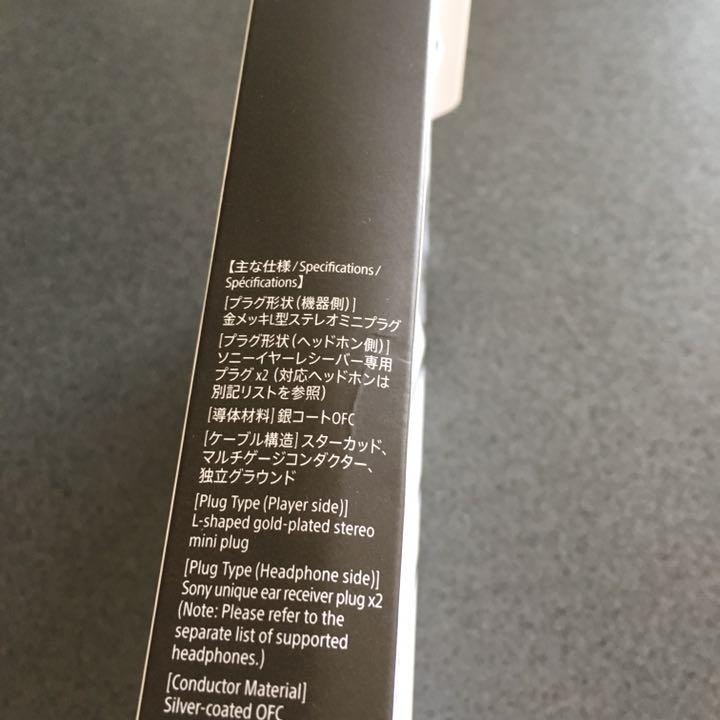 【主な仕様/Specifications/
Spécifications】
[プラグ形状(機器側)]
金メッキL型ステレオミニプラグ
[プラグ形状(ヘッドホン側)]
ソニーイヤーレシーバー専用
プラグx2(対応ヘッドホンは
別記リストを参照)
[導体材料]銀コートOFC
[ケーブル構造]スターカッド、
マルチゲージコンダクター、
独立グラウンド
[Plug Type (Player side)]
L-shaped gold-plated stereo
mini plug
[Plug Type (Headphone side)]
Sony unique ear receiver plug x2
(Note: Please refer to the
separate list of supported
headphones.)
[Conductor Material]
Silver-coated OFC